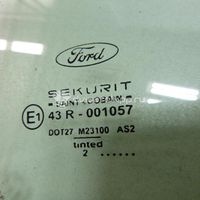 Ford
SEKURIT
SAINT-GOBAIN
E1 43 R - 001057
DOT27 M23100 AS2
tinted
2